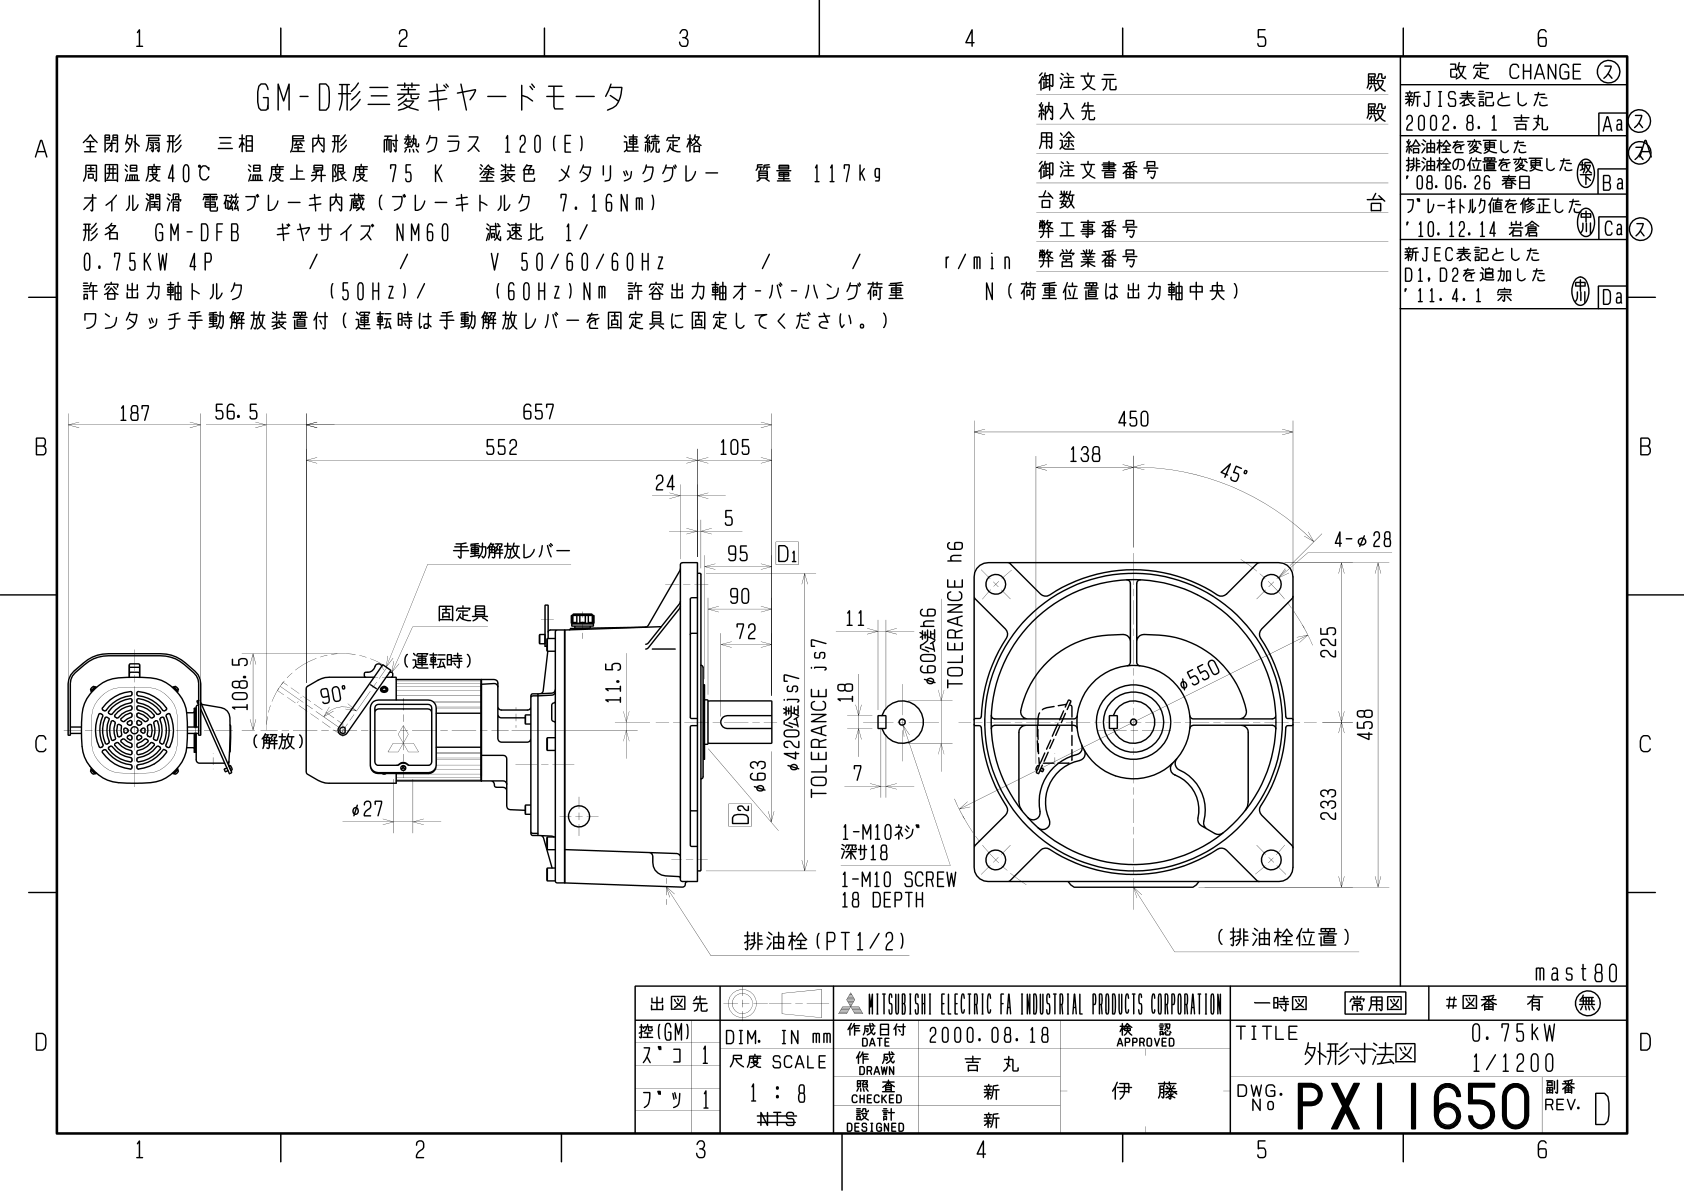 1 2 3 4 5 6
GM-D形三菱ギヤードモータ
全閉外扇形 三相 屋内形 耐熱クラス 120(E) 連続定格
周囲温度40℃ 温度上昇限度 75 K 塗装色 メタリックグレー 質量 117kg
オイル潤滑 電磁ブレーキ内蔵(ブレーキトルク 7.16Nm)
形名 GM-DFB ギヤサイズ NM60 減速比 1/
0.75KW 4P / / V 50/60/60Hz / / r/min
許容出力軸トルク (50Hz)/ (60Hz)Nm 許容出力軸オーバーハング荷重 N(荷重位置は出力軸中央)
ワンタッチ手動解放装置付(運転時は手動解放レバーを固定具に固定してください。)
御注文元 殿
納入先 殿
用途
御注文書番号
台数 台
弊工事番号
弊営業番号
改定 CHANGE ス
新JIS表記とした
2002.8.1 吉丸 Aa ス
給油栓を変更した
排油栓の位置を変更した
'08.06.26 春日 坂下 Ba
ブレーキトルク値を修正した
'10.12.14 岩倉 中川 Ca ス
新JEC表記とした
D1,D2を追加した
'11.4.1 宗 中川 Da
A
B
C
D
A
B
C
D
187 56.5
108.5
657
552 105
24
5
95 D1
90
72
手動解放レバー
固定具
(運転時)
90°
(解放)
φ27
11.5
φ63
D2
φ420公差js7
TOLERANCE js7
排油栓(PT1/2)
11
18
7
φ60公差h6
TOLERANCE h6
1-M10ネジ
深サ18
1-M10 SCREW
18 DEPTH
450
138
45°
4-φ28
φ550
225
233
458
(排油栓位置)
mast80
出図先
控(GM)
ズコ 1
ブツ 1
DIM. IN mm
尺度 SCALE
1 : 8
NTS
MITSUBISHI ELECTRIC FA INDUSTRIAL PRODUCTS CORPORATION
作成日付 DATE 2000.08.18
作成 DRAWN 吉丸
照査 CHECKED 新
設計 DESIGNED 新
検認 APPROVED
伊藤
一時図 常用図 #図番 有 無
TITLE 外形寸法図 0.75kW
1/1200
DWG. No PX11650 副番 REV. D
1 2 3 4 5 6